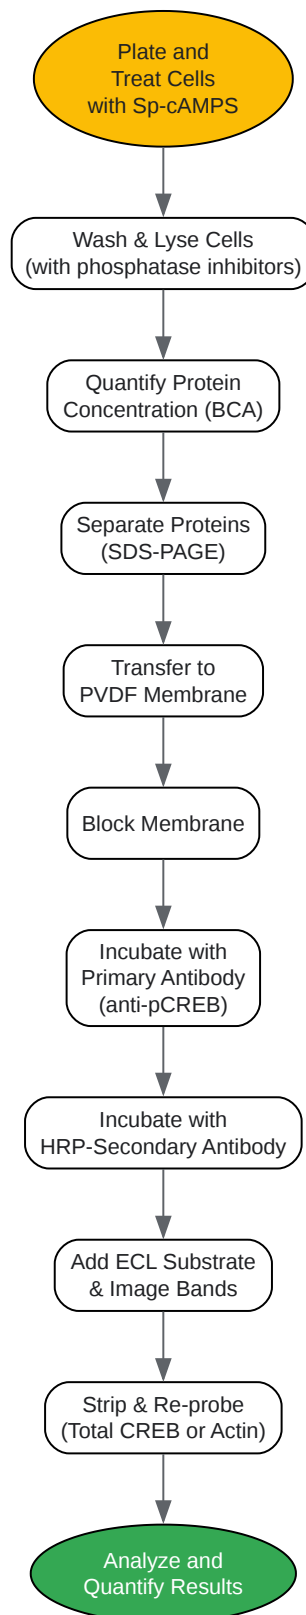 Plate and
Treat Cells
with Sp-cAMPS
Wash & Lyse Cells
(with phosphatase inhibitors)
Quantify Protein
Concentration (BCA)
Separate Proteins
(SDS-PAGE)
Transfer to
PVDF Membrane
Block Membrane
Incubate with
Primary Antibody
(anti-pCREB)
Incubate with
HRP-Secondary Antibody
Add ECL Substrate
& Image Bands
Strip & Re-probe
(Total CREB or Actin)
Analyze and
Quantify Results